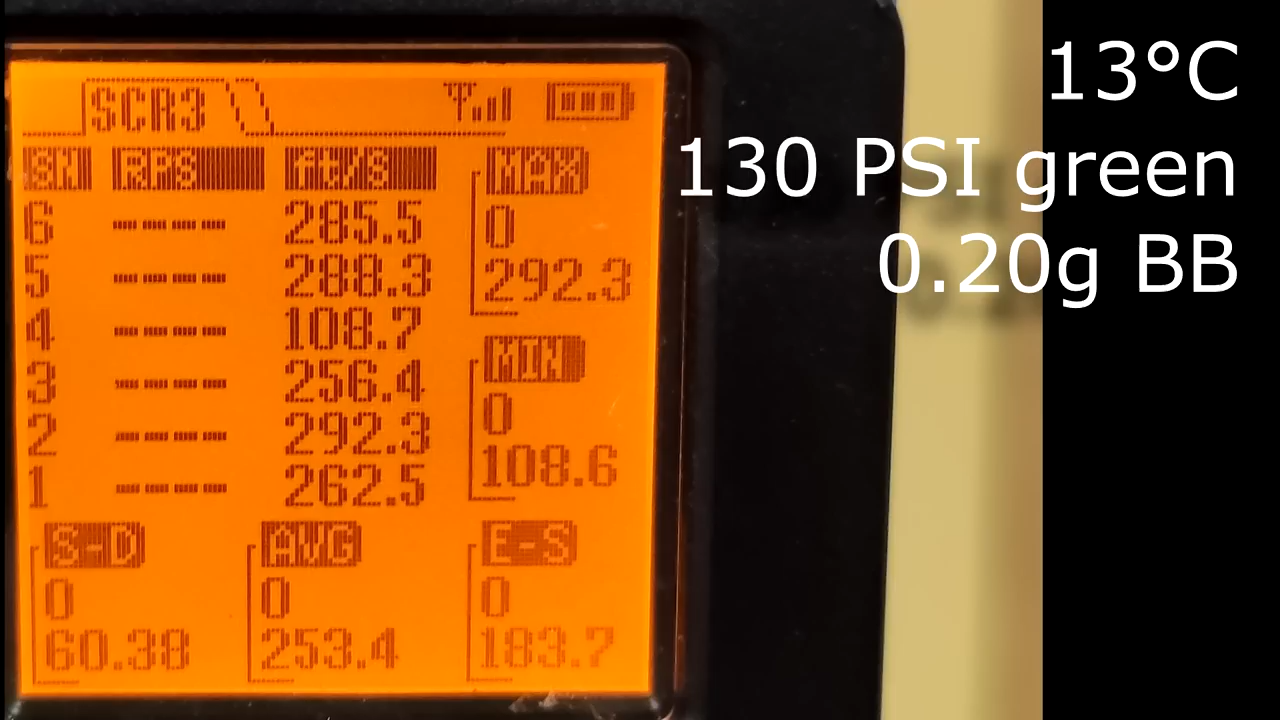 SCR3
SN RPS ft/s MAX
6 ---- 285.5 0
5 ---- 288.3 292.3
4 ---- 108.7 MIN
3 ---- 256.4 0
2 ---- 292.3 108.6
1 ---- 262.5
S-D AVG E-S
0 0 0
60.38 253.4 183.7
13°C
130 PSI green
0.20g BB